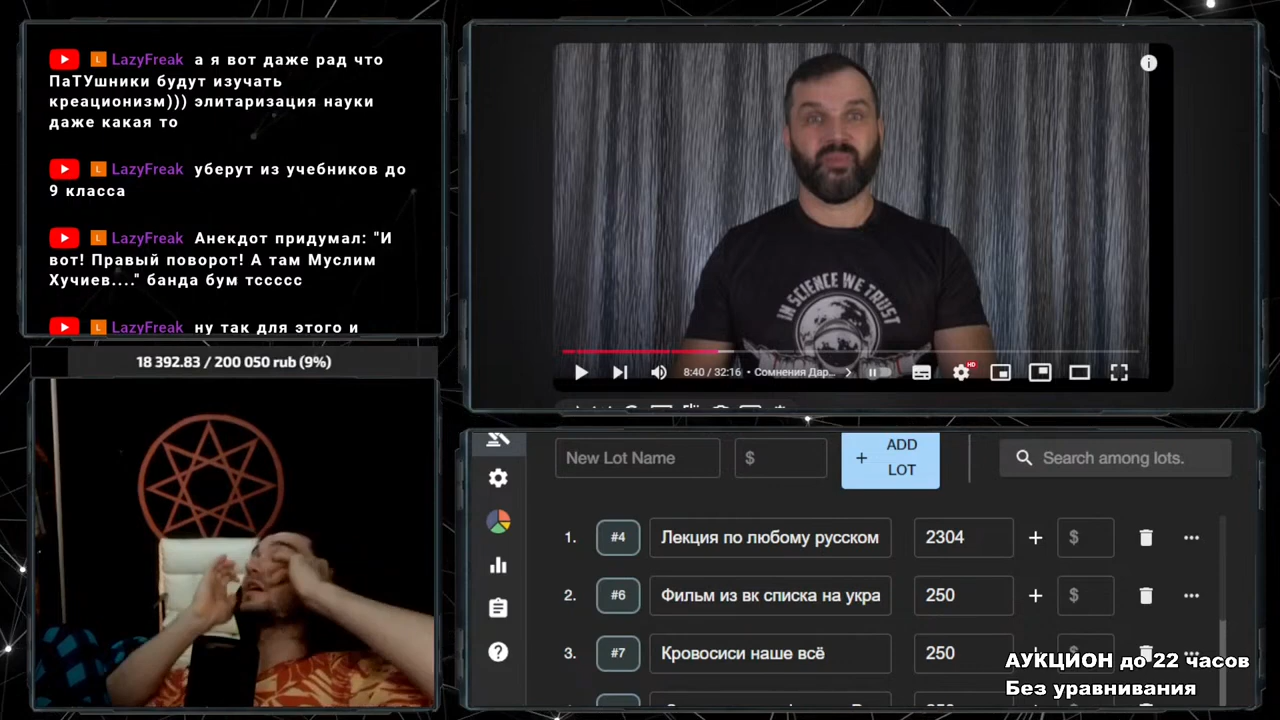 LazyFreak а я вот даже рад что
ПаТУшники будут изучать
креационизм))) элитаризация науки
даже какая то
LazyFreak уберут из учебников до
9 класса
LazyFreak Анекдот придумал: "И
вот! Правый поворот! А там Муслим
Хучиев...." банда бум тссссс
LazyFreak ну так для этого и
18 392.83 / 200 050 rub (9%)
IN SCIENCE WE TRUST
8:40 / 32:16 • Сомнения Дар...
HD
New Lot Name
$
+ ADD LOT
Search among lots.
1. #4 Лекция по любому русском 2304 + $
2. #6 Фильм из вк списка на укра 250 + $
3. #7 Кровосиси наше всё 250
АУКЦИОН до 22 часов
Без уравнивания